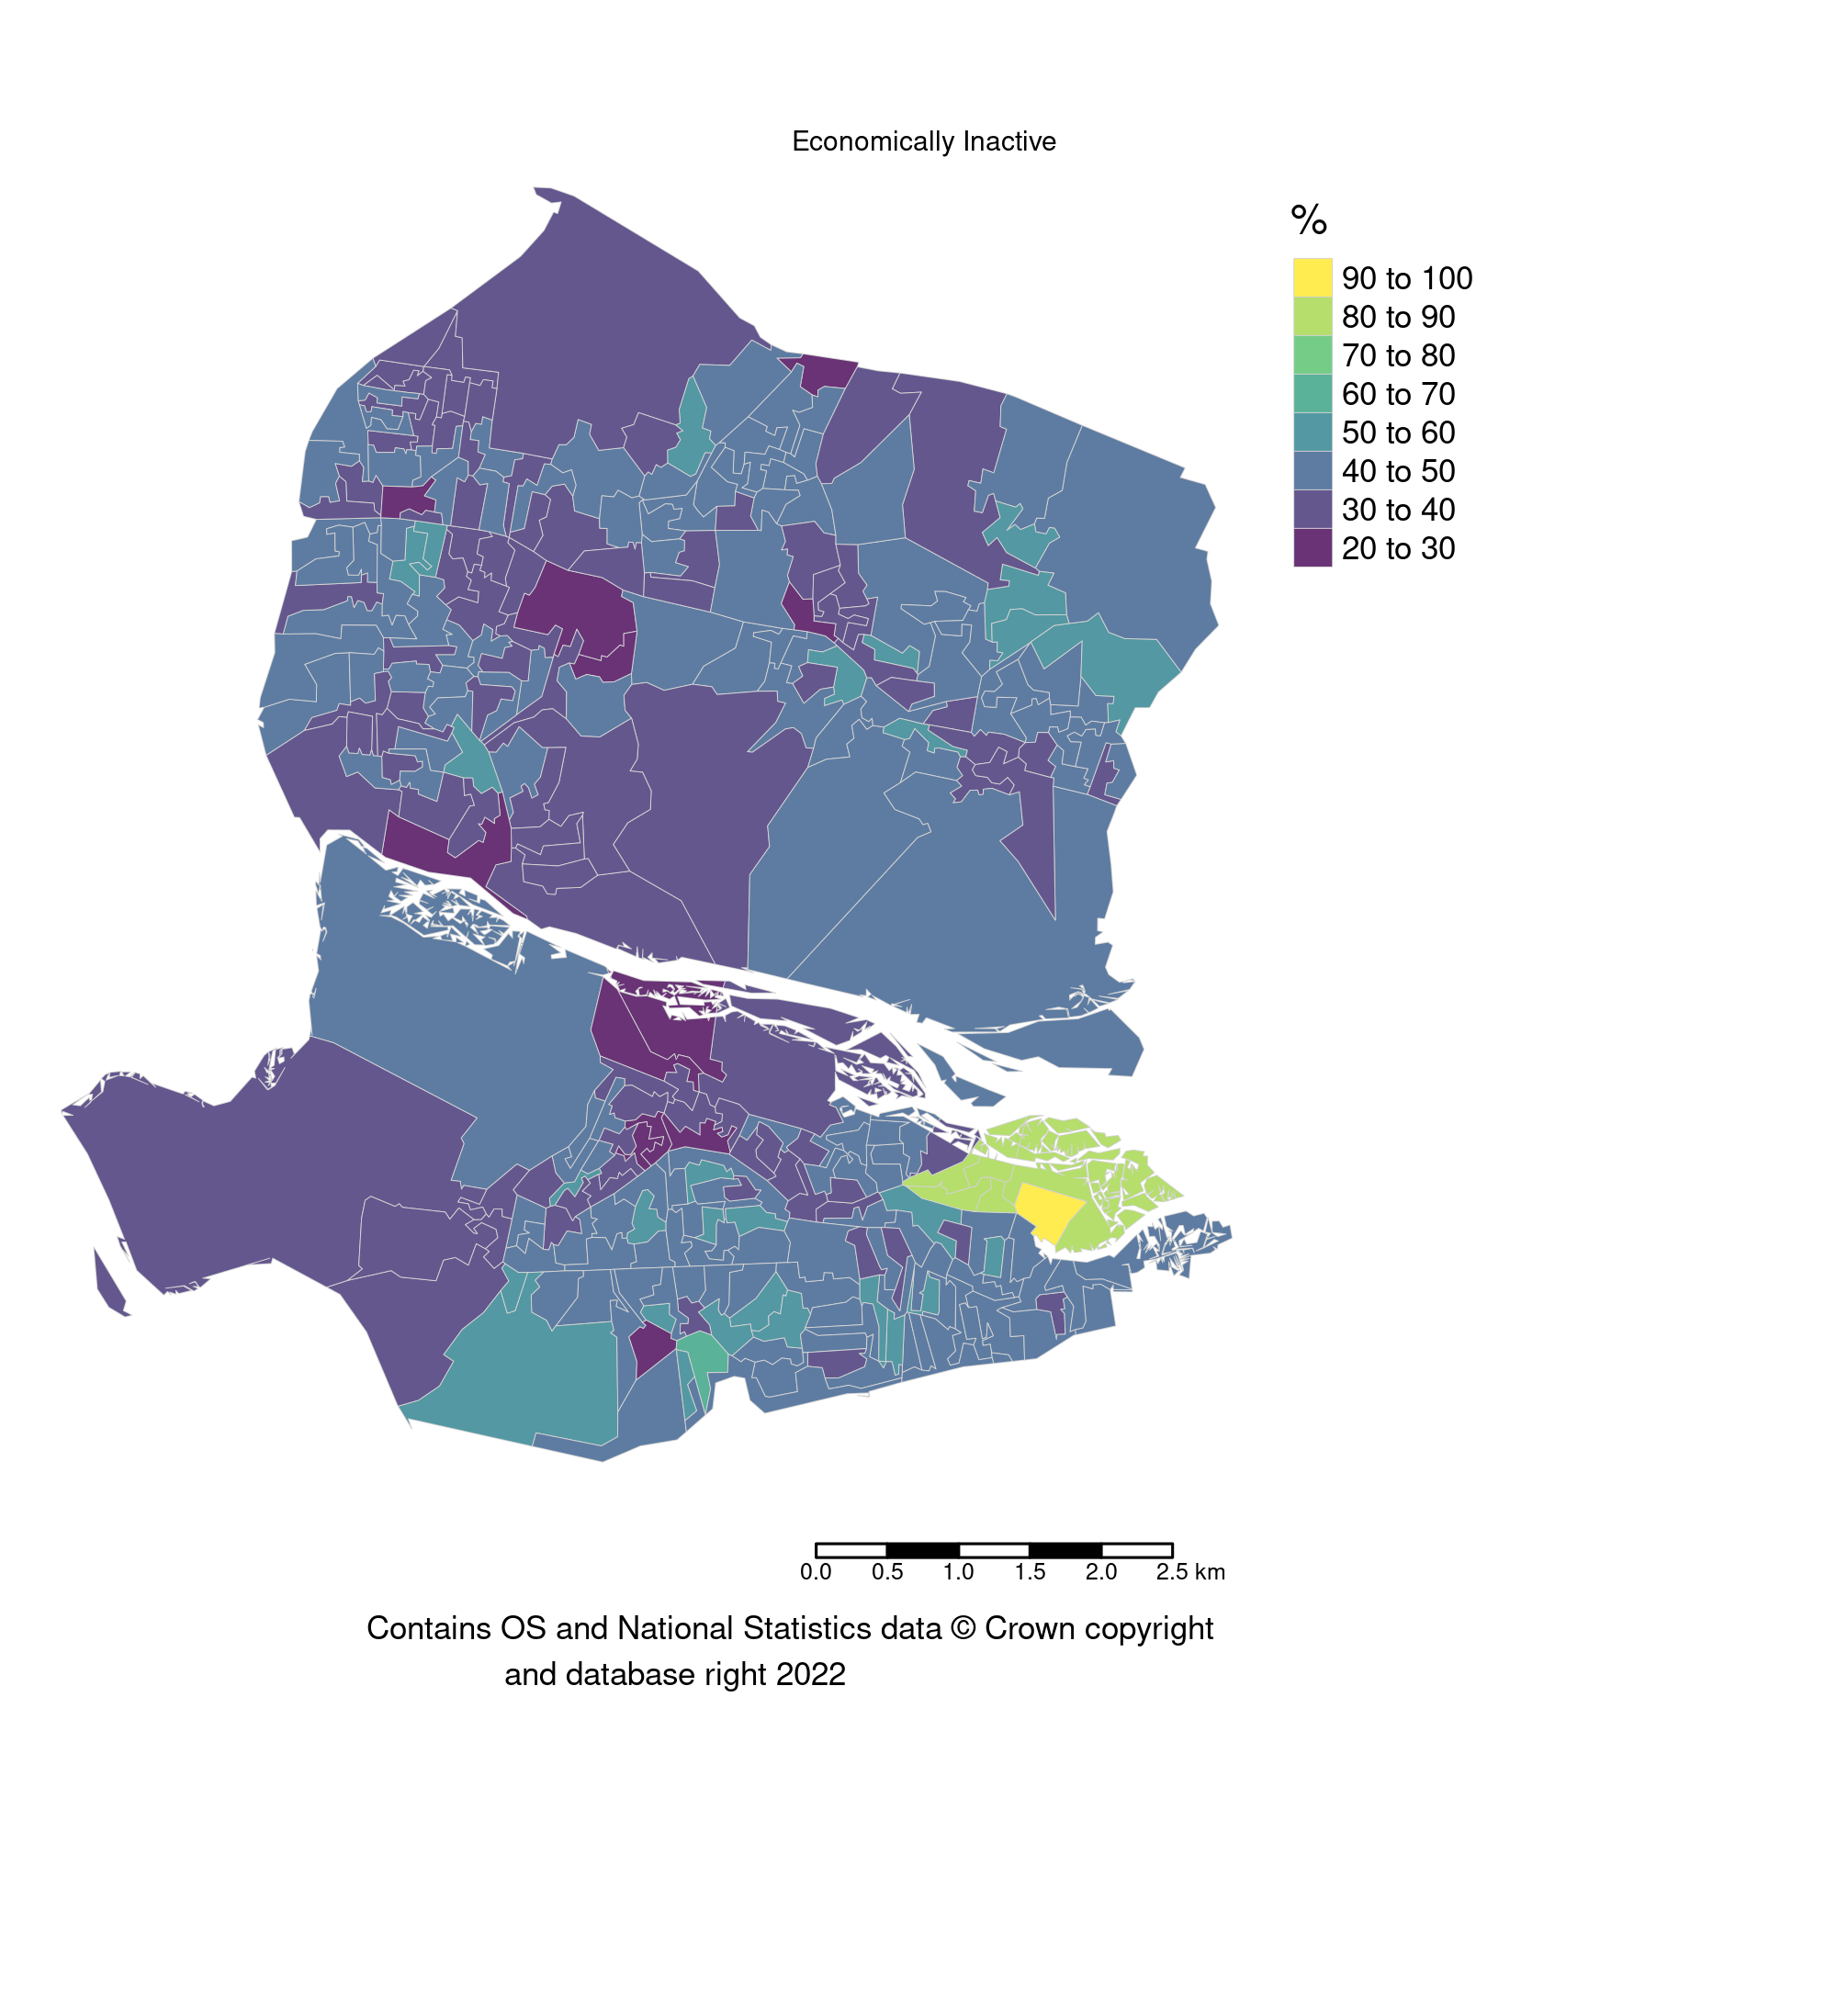 Economically Inactive
%
90 to 100
80 to 90
70 to 80
60 to 70
50 to 60
40 to 50
30 to 40
20 to 30
0.0 0.5 1.0 1.5 2.0 2.5 km
Contains OS and National Statistics data © Crown copyright
and database right 2022